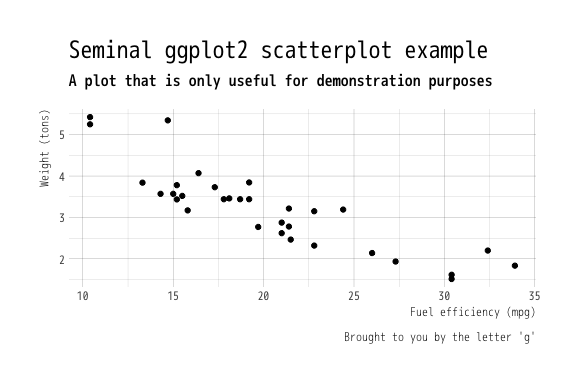 Seminal ggplot2 scatterplot example
A plot that is only useful for demonstration purposes
Weight (tons)
5
4
3
2
10 15 20 25 30 35
Fuel efficiency (mpg)
Brought to you by the letter 'g'